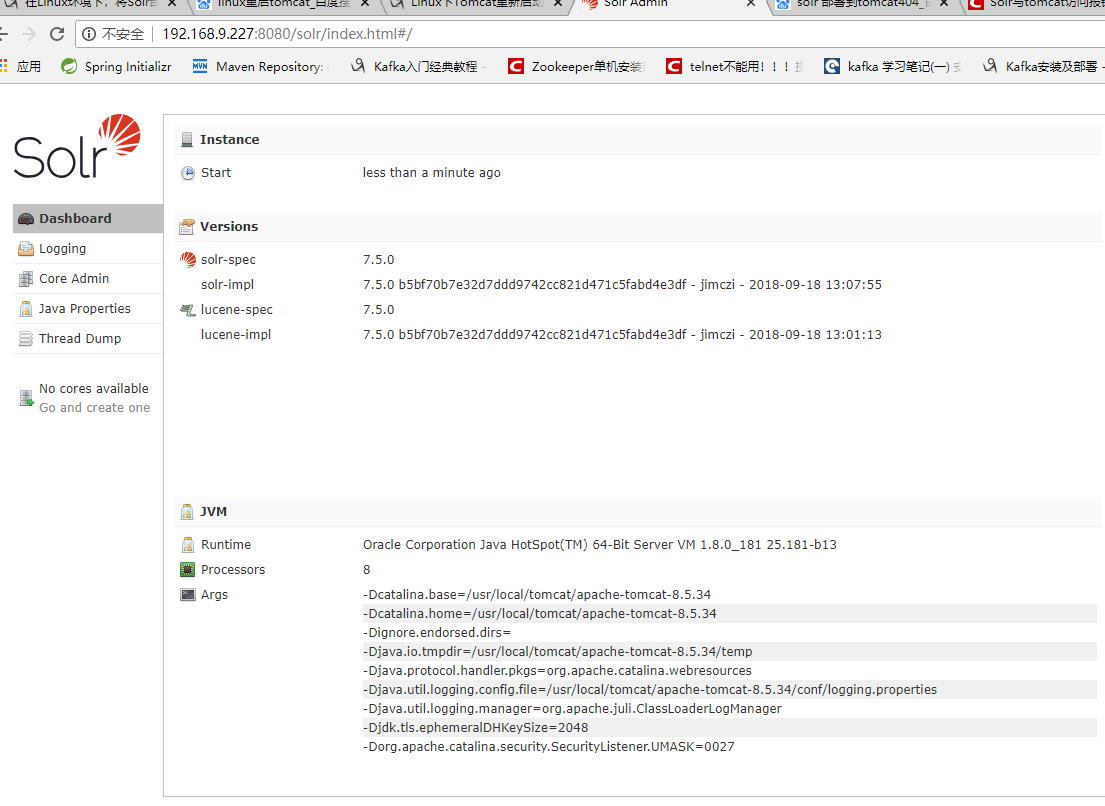 在Linux环境下，将Solr部
linux重启tomcat_百度搜
Linux下Tomcat重新启动
Solr Admin
solr 部署到tomcat404_
Solr与tomcat访问报错
不安全 192.168.9.227:8080/solr/index.html#/
应用 Spring Initializr Maven Repository: Kafka入门经典教程 - Zookeeper单机安装 telnet不能用！！！ kafka 学习笔记(一) Kafka安装及部署 -
Solr
Dashboard
Logging
Core Admin
Java Properties
Thread Dump
No cores available
Go and create one
Instance
Start less than a minute ago
Versions
solr-spec 7.5.0
solr-impl 7.5.0 b5bf70b7e32d7ddd9742cc821d471c5fabd4e3df - jimczi - 2018-09-18 13:07:55
lucene-spec 7.5.0
lucene-impl 7.5.0 b5bf70b7e32d7ddd9742cc821d471c5fabd4e3df - jimczi - 2018-09-18 13:01:13
JVM
Runtime Oracle Corporation Java HotSpot(TM) 64-Bit Server VM 1.8.0_181 25.181-b13
Processors 8
Args -Dcatalina.base=/usr/local/tomcat/apache-tomcat-8.5.34
-Dcatalina.home=/usr/local/tomcat/apache-tomcat-8.5.34
-Dignore.endorsed.dirs=
-Djava.io.tmpdir=/usr/local/tomcat/apache-tomcat-8.5.34/temp
-Djava.protocol.handler.pkgs=org.apache.catalina.webresources
-Djava.util.logging.config.file=/usr/local/tomcat/apache-tomcat-8.5.34/conf/logging.properties
-Djava.util.logging.manager=org.apache.juli.ClassLoaderLogManager
-Djdk.tls.ephemeralDHKeySize=2048
-Dorg.apache.catalina.security.SecurityListener.UMASK=0027